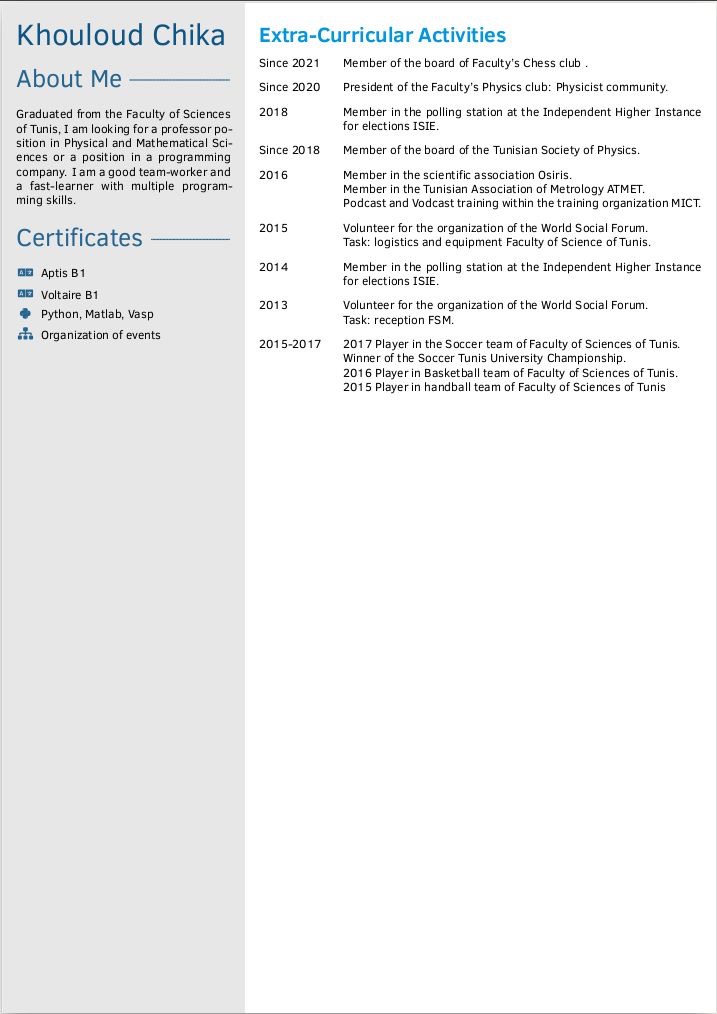 Khouloud Chika
About Me
Graduated from the Faculty of Sciences
of Tunis, I am looking for a professor po-
sition in Physical and Mathematical Sci-
ences or a position in a programming
company. I am a good team-worker and
a fast-learner with multiple program-
ming skills.
Certificates
Aptis B1
Voltaire B1
Python, Matlab, Vasp
Organization of events
Extra-Curricular Activities
Since 2021 Member of the board of Faculty's Chess club .
Since 2020 President of the Faculty's Physics club: Physicist community.
2018 Member in the polling station at the Independent Higher Instance
for elections ISIE.
Since 2018 Member of the board of the Tunisian Society of Physics.
2016 Member in the scientific association Osiris.
Member in the Tunisian Association of Metrology ATMET.
Podcast and Vodcast training within the training organization MICT.
2015 Volunteer for the organization of the World Social Forum.
Task: logistics and equipment Faculty of Science of Tunis.
2014 Member in the polling station at the Independent Higher Instance
for elections ISIE.
2013 Volunteer for the organization of the World Social Forum.
Task: reception FSM.
2015-2017 2017 Player in the Soccer team of Faculty of Sciences of Tunis.
Winner of the Soccer Tunis University Championship.
2016 Player in Basketball team of Faculty of Sciences of Tunis.
2015 Player in handball team of Faculty of Sciences of Tunis